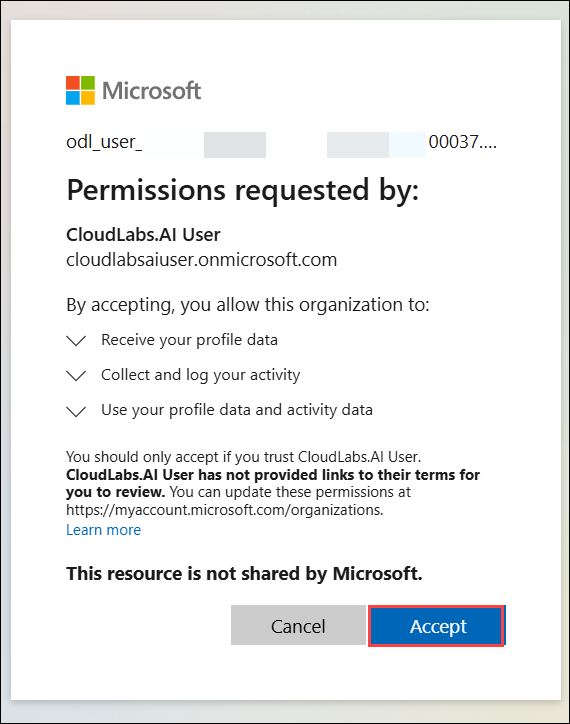 Microsoft
odl_user_ 00037....
Permissions requested by:
CloudLabs.AI User
cloudlabsaiuser.onmicrosoft.com
By accepting, you allow this organization to:
Receive your profile data
Collect and log your activity
Use your profile data and activity data
You should only accept if you trust CloudLabs.AI User.
CloudLabs.AI User has not provided links to their terms for
you to review. You can update these permissions at
https://myaccount.microsoft.com/organizations.
Learn more
This resource is not shared by Microsoft.
Cancel Accept